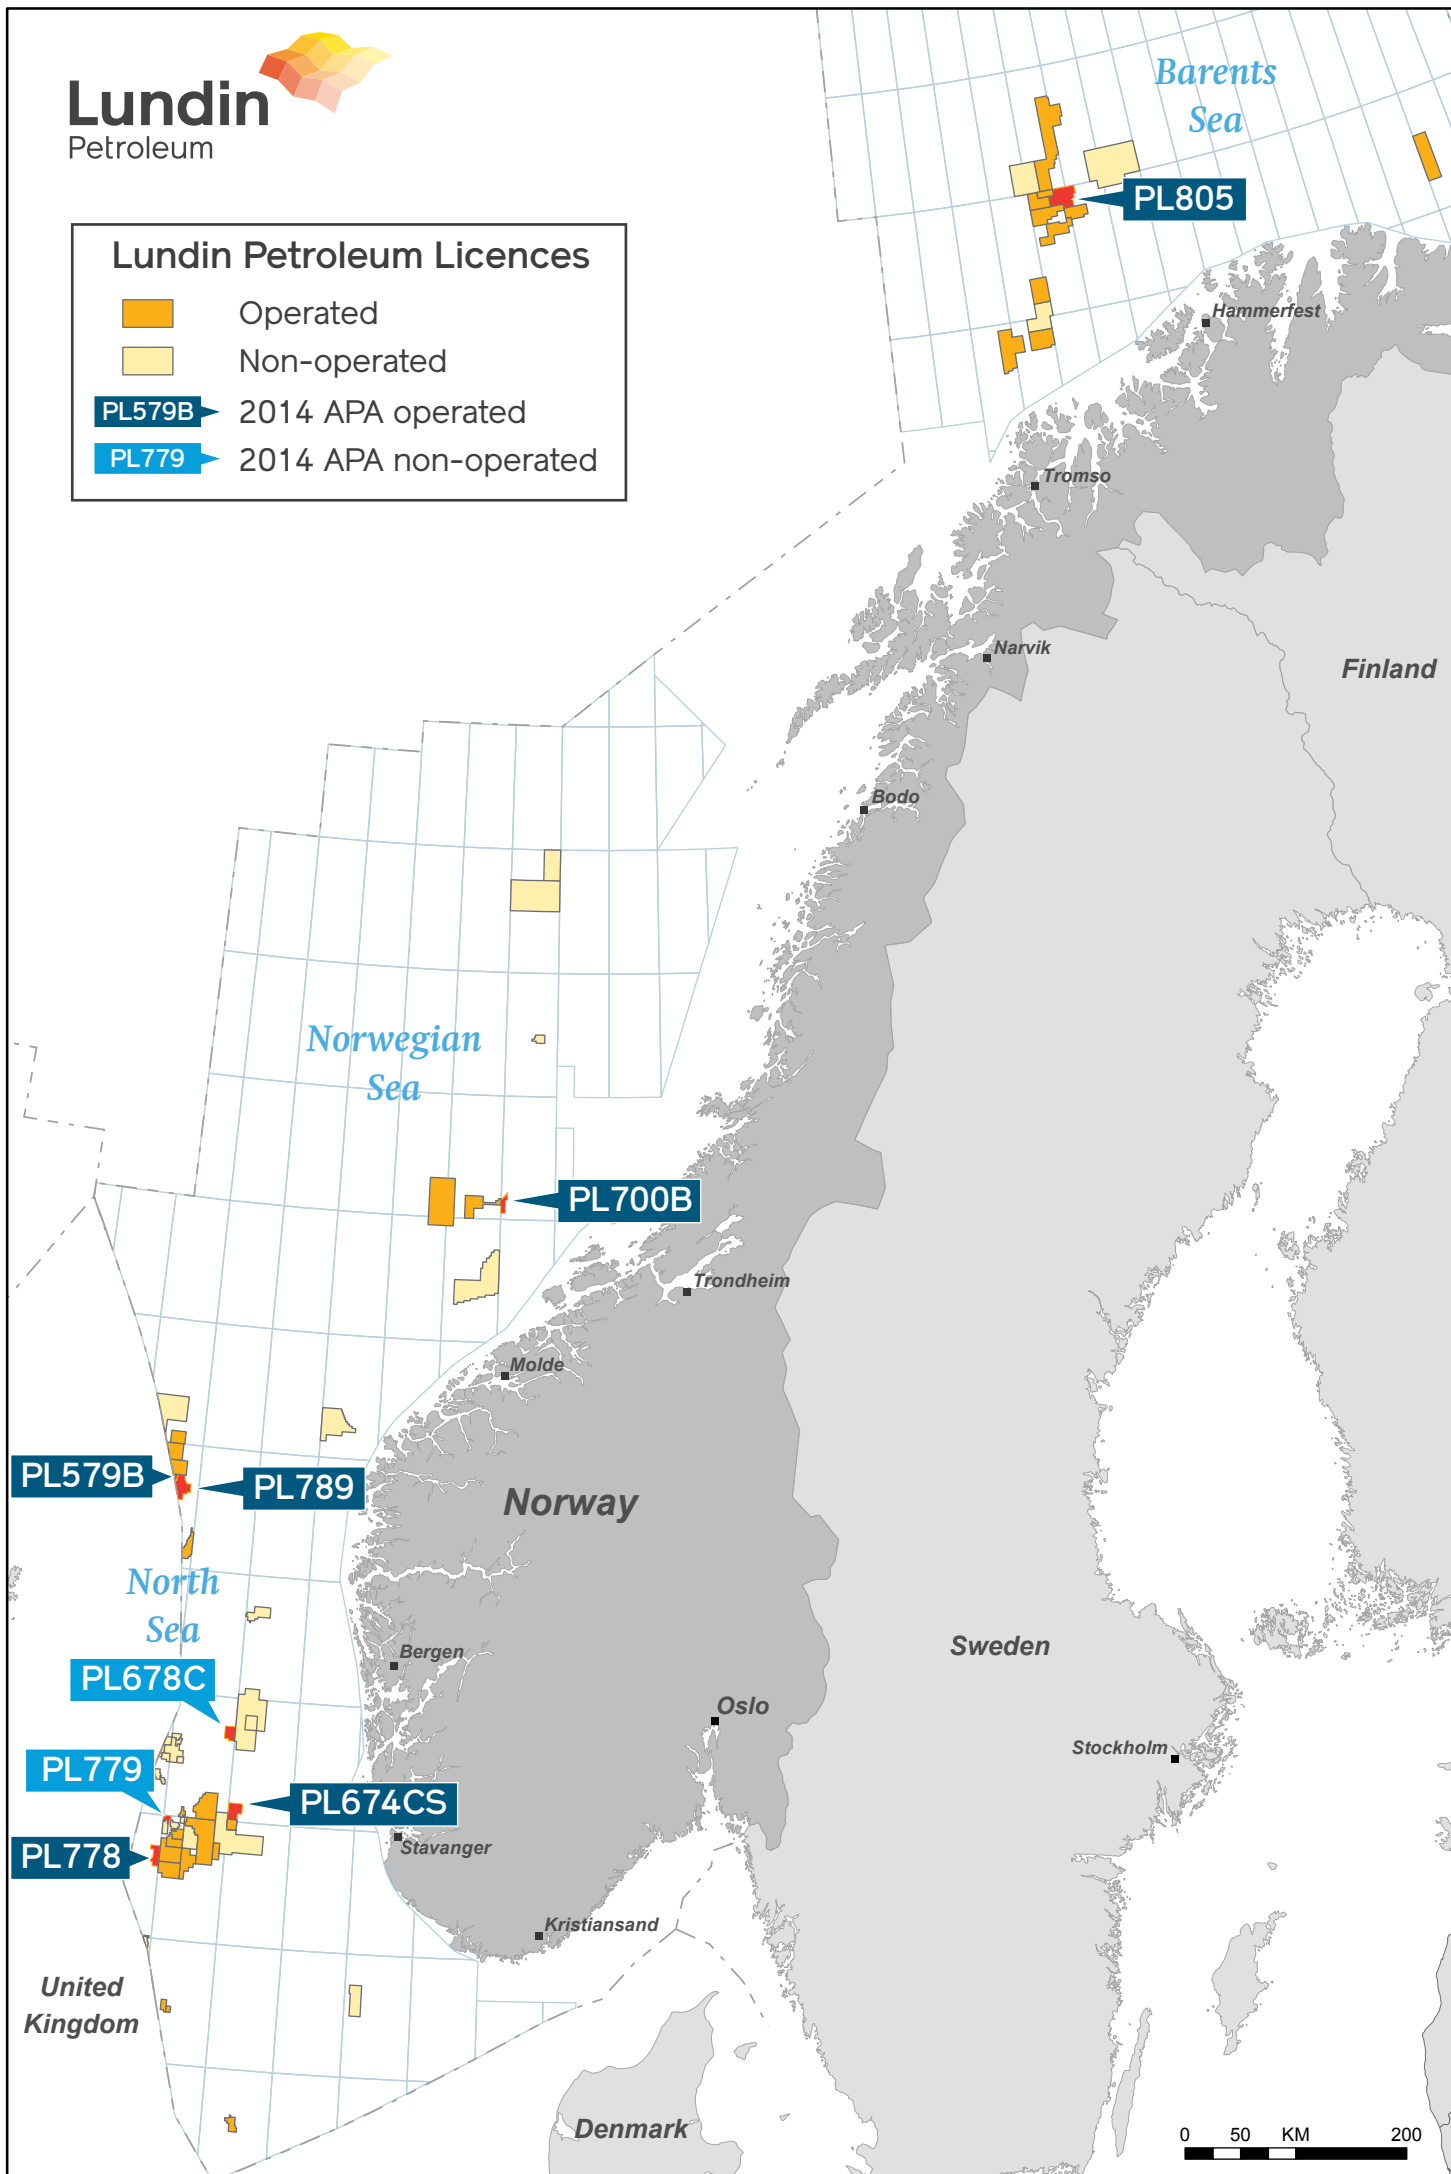 Lundin
Petroleum
Lundin Petroleum Licences
Operated
Non-operated
PL579B 2014 APA operated
PL779 2014 APA non-operated
Barents
Sea
PL805
Hammerfest
Tromso
Narvik
Finland
Bodo
Norwegian
Sea
PL700B
Trondheim
Molde
PL579B
PL789
Norway
North
Sea
Bergen
Sweden
PL678C
Oslo
Stockholm
PL779
PL674CS
Stavanger
PL778
Kristiansand
United
Kingdom
Denmark
0 50 KM 200